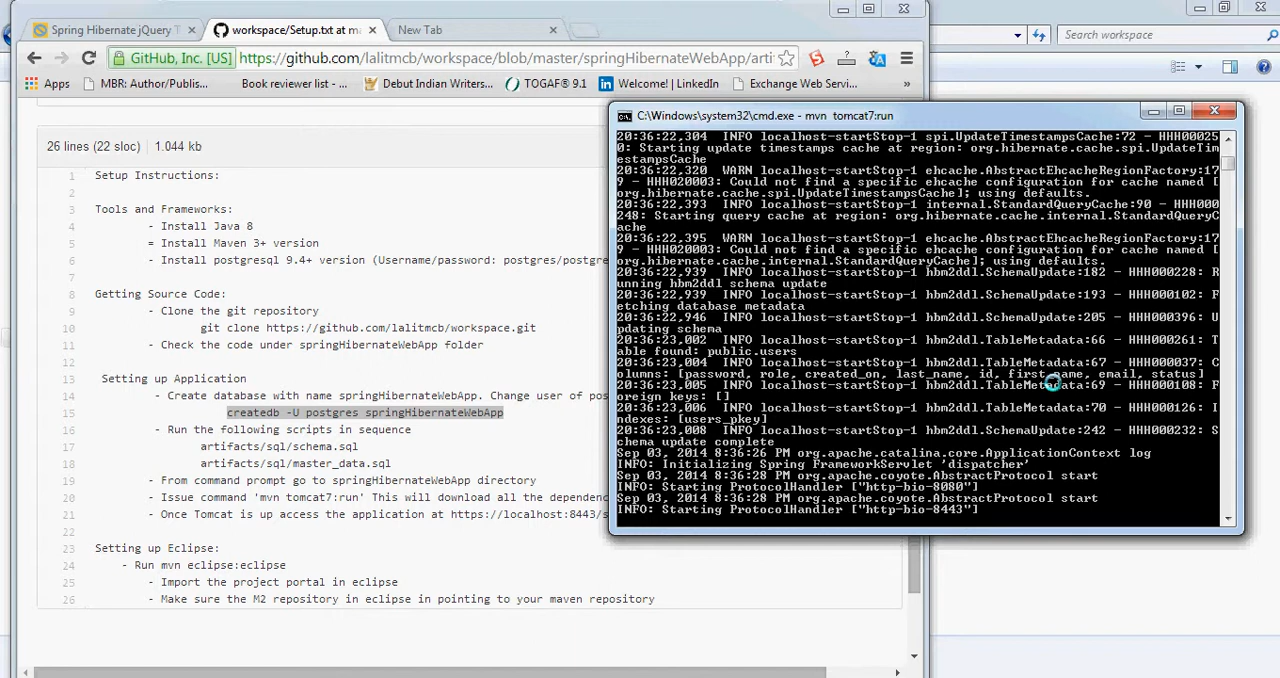 Spring Hibernate jQuery T
workspace/Setup.txt at ma
New Tab
GitHub, Inc. [US]
https://github.com/lalitmcb/workspace/blob/master/springHibernateWebApp/arti
Search workspace
Apps
MBR: Author/Publis...
Book reviewer list - ...
Debut Indian Writers...
TOGAF® 9.1
Welcome! | LinkedIn
Exchange Web Serv...
»
26 lines (22 sloc) 1.044 kb
1 Setup Instructions:
2
3 Tools and Frameworks:
4 - Install Java 8
5 = Install Maven 3+ version
6 - Install postgresql 9.4+ version (Username/password: postgres/postgre
7
8 Getting Source Code:
9 - Clone the git repository
10 git clone https://github.com/lalitmcb/workspace.git
11 - Check the code under springHibernateWebApp folder
12
13 Setting up Application
14 - Create database with name springHibernateWebApp. Change user of pos
15 createdb -U postgres springHibernateWebApp
16 - Run the following scripts in sequence
17 artifacts/sql/schema.sql
18 artifacts/sql/master_data.sql
19 - From command prompt go to springHibernateWebApp directory
20 - Issue command 'mvn tomcat7:run' This will download all the dependenc
21 - Once Tomcat is up access the application at https://localhost:8443/s
22
23 Setting up Eclipse:
24 - Run mvn eclipse:eclipse
25 - Import the project portal in eclipse
26 - Make sure the M2 repository in eclipse in pointing to your maven repository
C:\Windows\system32\cmd.exe - mvn tomcat7:run
20:36:22,304 INFO localhost-startStop-1 spi.UpdateTimestampsCache:72 - HHH00025
0: Starting update timestamps cache at region: org.hibernate.cache.spi.UpdateTim
estampsCache
20:36:22,320 WARN localhost-startStop-1 ehcache.AbstractEhcacheRegionFactory:17
9 - HHH020003: Could not find a specific ehcache configuration for cache named [
org.hibernate.cache.spi.UpdateTimestampsCache]; using defaults.
20:36:22,393 INFO localhost-startStop-1 internal.StandardQueryCache:90 - HHH000
248: Starting query cache at region: org.hibernate.cache.internal.StandardQueryC
ache
20:36:22,395 WARN localhost-startStop-1 ehcache.AbstractEhcacheRegionFactory:17
9 - HHH020003: Could not find a specific ehcache configuration for cache named [
org.hibernate.cache.internal.StandardQueryCache]; using defaults.
20:36:22,939 INFO localhost-startStop-1 hbm2ddl.SchemaUpdate:182 - HHH000228: R
unning hbm2ddl schema update
20:36:22,939 INFO localhost-startStop-1 hbm2ddl.SchemaUpdate:193 - HHH000102: F
etching database metadata
20:36:22,946 INFO localhost-startStop-1 hbm2ddl.SchemaUpdate:205 - HHH000396: U
pdating schema
20:36:23,002 INFO localhost-startStop-1 hbm2ddl.TableMetadata:66 - HHH000261: T
able found: public.users
20:36:23,004 INFO localhost-startStop-1 hbm2ddl.TableMetadata:67 - HHH000037: C
olumns: [password, role, created_on, last_name, id, first_name, email, status]
20:36:23,005 INFO localhost-startStop-1 hbm2ddl.TableMetadata:69 - HHH000108: F
oreign keys: []
20:36:23,006 INFO localhost-startStop-1 hbm2ddl.TableMetadata:70 - HHH000126: I
ndexes: [users_pkey]
20:36:23,008 INFO localhost-startStop-1 hbm2ddl.SchemaUpdate:242 - HHH000232: S
chema update complete
Sep 03, 2014 8:36:26 PM org.apache.catalina.core.ApplicationContext log
INFO: Initializing Spring FrameworkServlet 'dispatcher'
Sep 03, 2014 8:36:28 PM org.apache.coyote.AbstractProtocol start
INFO: Starting ProtocolHandler ["http-bio-8080"]
Sep 03, 2014 8:36:28 PM org.apache.coyote.AbstractProtocol start
INFO: Starting ProtocolHandler ["http-bio-8443"]